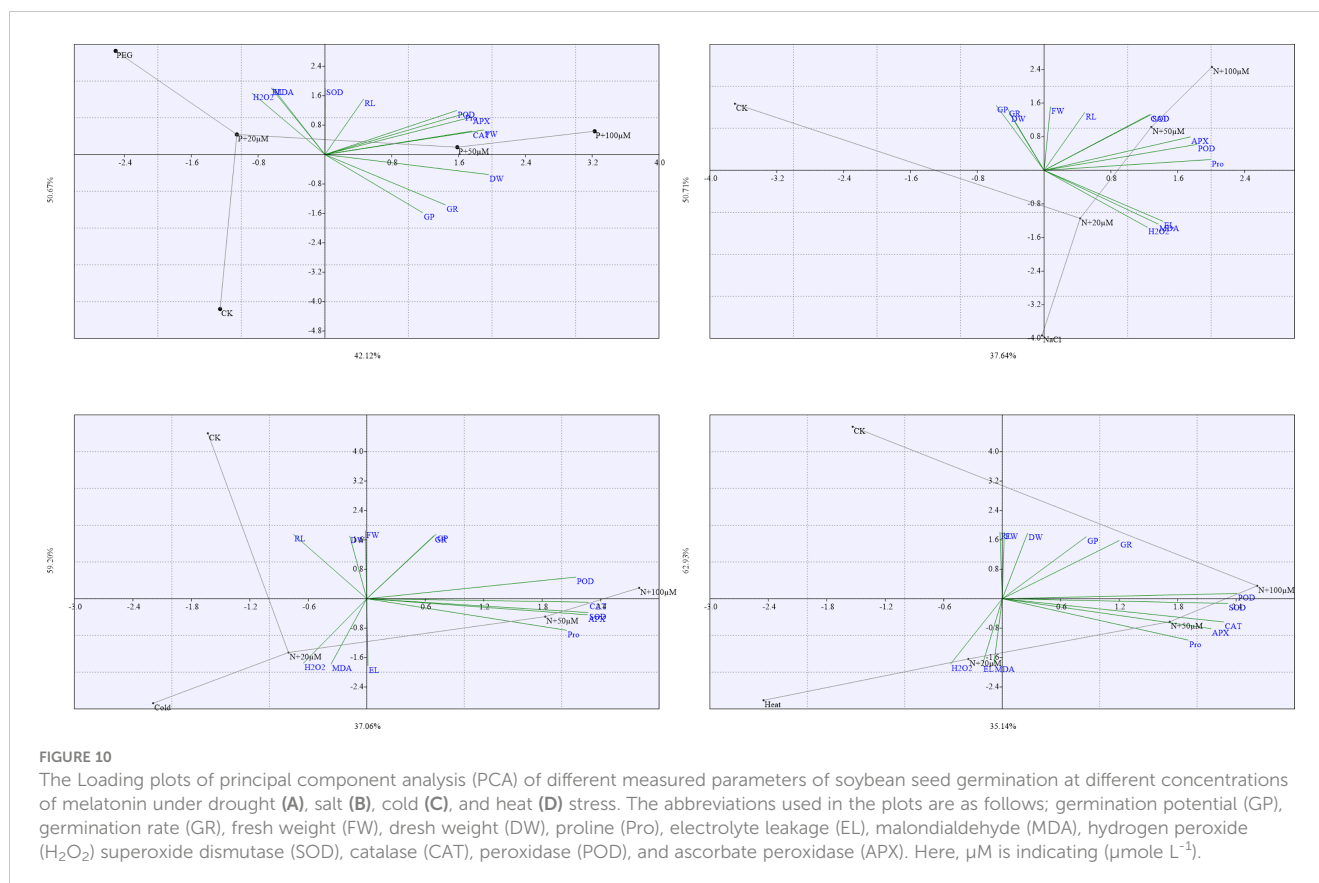 PEG
2.4
H2O2
MDA
1.6
SOD
RL
POD
0.8
APX
CAT
P+20µM
P+100µM
P+50µM
-2.4
-0.8
0.8
1.6
2.4
3.2
4.0
DW
-0.8
GR
-1.6
GP
-2.4
-3.2
-4.0
CK
-4.8
50.67%
42.12%
2.4
N+100µM
CK
1.6
GP
GR
DW
FW
RL
N+50µM
0.8
APX
POD
Pro
-4.0
-3.2
-2.4
-1.6
-0.8
0.8
1.6
2.4
-0.8
N+20µM
EL
MDA
H2O2
-1.6
-2.4
-3.2
-4.0
NaCl
50.71%
37.64%
CK
4.0
3.2
2.4
RL
DW
1.6
FW
GP
GR
0.8
POD
N+100µM
-3.0
-2.4
-1.8
-1.2
-0.6
0.6
1.2
1.8
2.4
CAT
SOD
APX
N+50µM
-0.8
Pro
N+20µM
-1.6
H2O2
MDA
EL
-2.4
Cold
59.20%
37.06%
CK
4.0
3.2
2.4
1.6
DW
GP
GR
0.8
N+100µM
POD
-3.0
-2.4
-1.8
-1.2
-0.6
0.6
1.2
1.8
SOD
CAT
N+50µM
APX
-0.8
Pro
N+20µM
-1.6
H2O2
EL
MDA
-2.4
Heat
62.93%
35.14%
FIGURE 10
The Loading plots of principal component analysis (PCA) of different measured parameters of soybean seed germination at different concentrations
of melatonin under drought (A), salt (B), cold (C), and heat (D) stress. The abbreviations used in the plots are as follows; germination potential (GP),
germination rate (GR), fresh weight (FW), dresh weight (DW), proline (Pro), electrolyte leakage (EL), malondialdehyde (MDA), hydrogen peroxide
(H2O2) superoxide dismutase (SOD), catalase (CAT), peroxidase (POD), and ascorbate peroxidase (APX). Here, µM is indicating (µmole L-1).